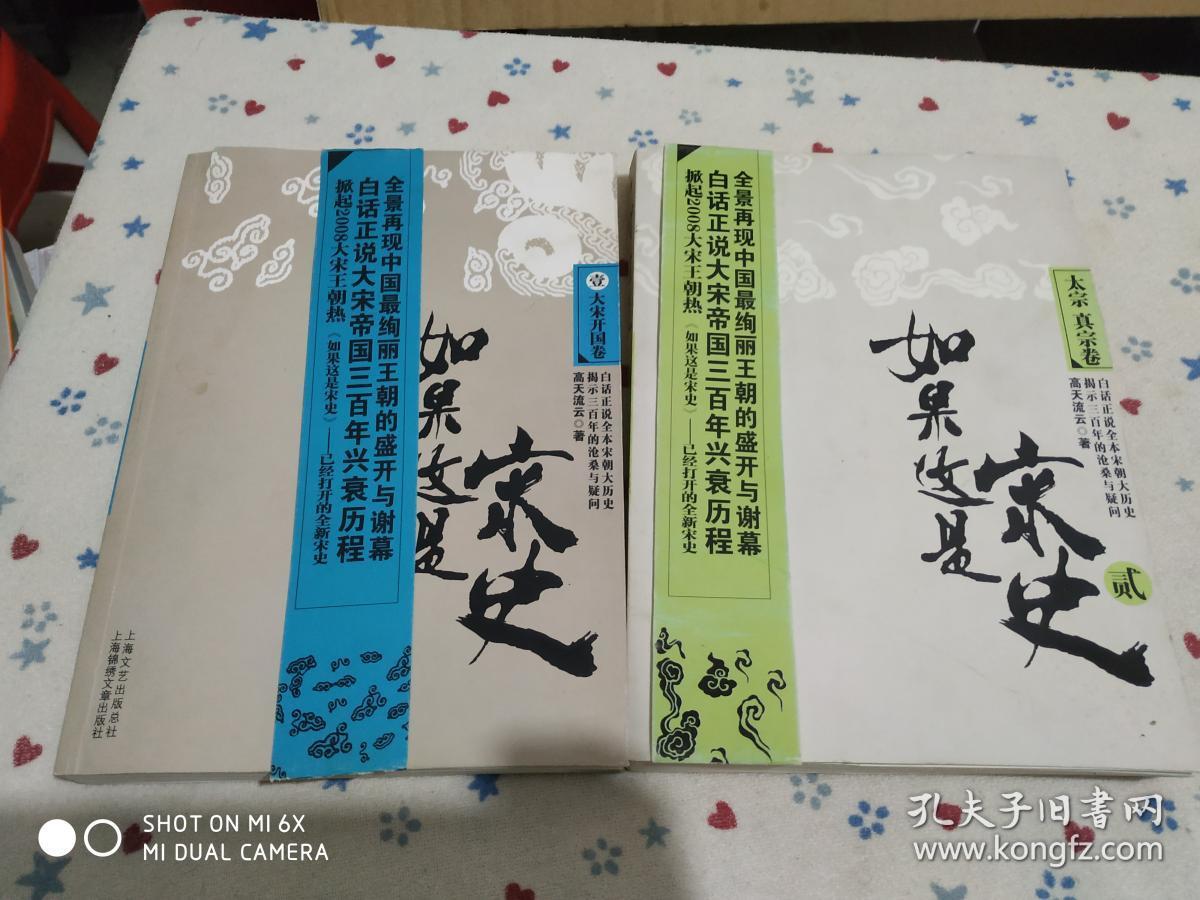 全景再现中国最绚丽王朝的盛开与谢幕
白话正说大宋帝国三百年兴衰历程
掀起2008大宋王朝热《如果这是宋史》——已经打开的全新宋史
壹 大宋开国卷
白话正说全本宋朝大历史
揭示三百年的沧桑与疑问
高天流云◎著
如果这是
宋史
上海文艺出版总社
上海锦绣文章出版社
全景再现中国最绚丽王朝的盛开与谢幕
白话正说大宋帝国三百年兴衰历程
掀起2008大宋王朝热《如果这是宋史》——已经打开的全新宋史
太宗 真宗卷
白话正说全本宋朝大历史
揭示三百年的沧桑与疑问
高天流云◎著
如果这是
宋史
贰
SHOT ON MI 6X
MI DUAL CAMERA
孔夫子旧书网
www.kongfz.com